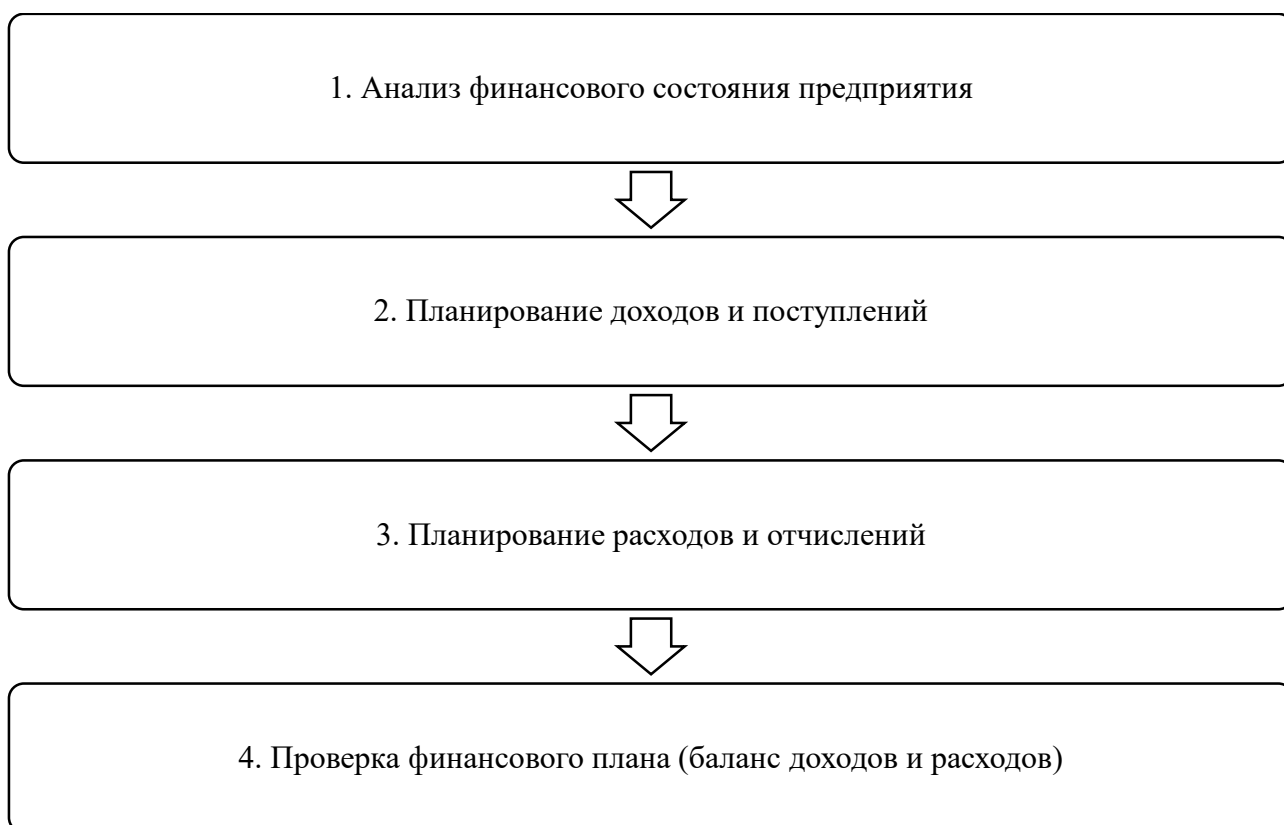 1. Анализ финансового состояния предприятия
2. Планирование доходов и поступлений
3. Планирование расходов и отчислений
4. Проверка финансового плана (баланс доходов и расходов)